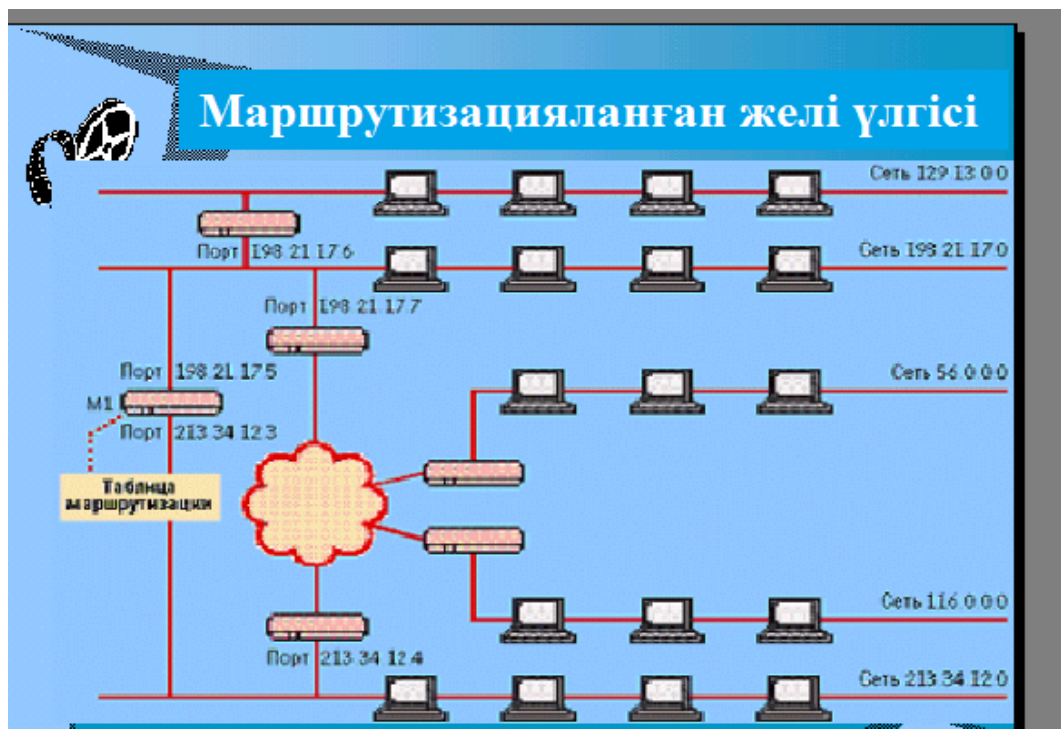 Маршрутизацияланған желі үлгісі
Сеть 129 13 0 0
Порт 198 21 17 6
Сеть 198 21 17 0
Порт 198 21 17 7
Порт 198 21 17 5
Сеть 56 0 0 0
М1
Порт 213 34 12 3
Таблица
маршрутизации
Сеть 116 0 0 0
Порт 213 34 12 4
Сеть 213 34 12 0